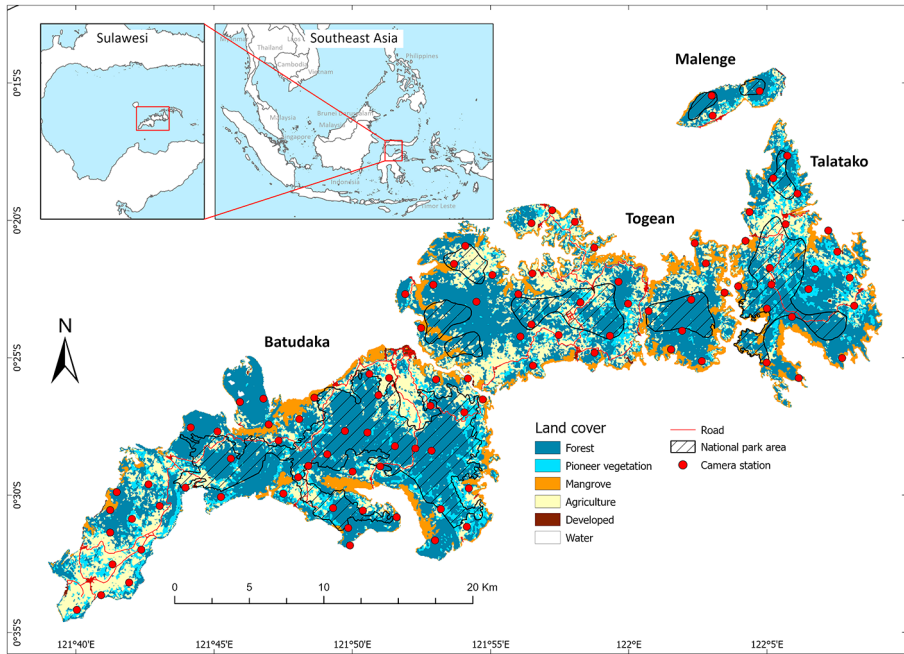 Sulawesi
Southeast Asia
Myanmar
Laos
Thailand
Cambodia
Vietnam
Philippines
Malaysia
Brunei Darussalam
Malaysia
Singapore
Indonesia
Timor Leste
Malenge
Talatako
Togean
Batudaka
N
0°15'S
0°20'S
0°25'S
0°30'S
0°35'S
Land cover
Forest
Pioneer vegetation
Mangrove
Agriculture
Developed
Water
Road
National park area
Camera station
0 5 10 20 Km
121°40'E 121°45'E 121°50'E 121°55'E 122°E 122°5'E